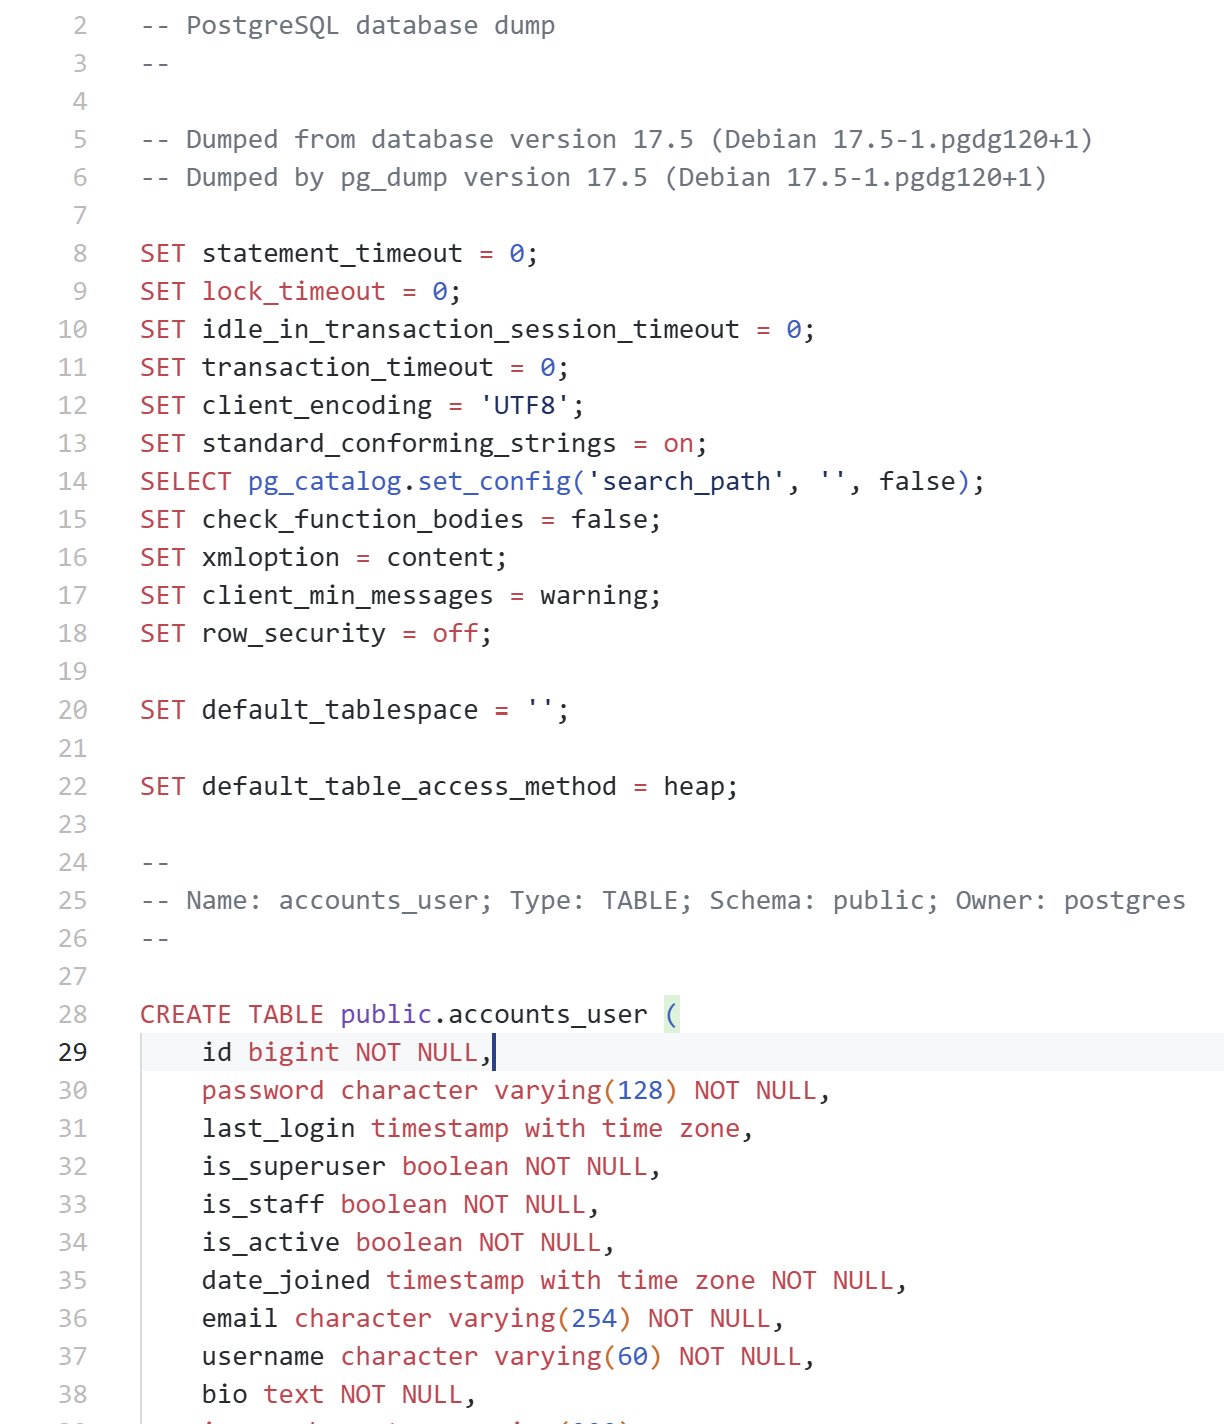 2 -- PostgreSQL database dump
3 --
4
5 -- Dumped from database version 17.5 (Debian 17.5-1.pgdg120+1)
6 -- Dumped by pg_dump version 17.5 (Debian 17.5-1.pgdg120+1)
7
8 SET statement_timeout = 0;
9 SET lock_timeout = 0;
10 SET idle_in_transaction_session_timeout = 0;
11 SET transaction_timeout = 0;
12 SET client_encoding = 'UTF8';
13 SET standard_conforming_strings = on;
14 SELECT pg_catalog.set_config('search_path', '', false);
15 SET check_function_bodies = false;
16 SET xmloption = content;
17 SET client_min_messages = warning;
18 SET row_security = off;
19
20 SET default_tablespace = '';
21
22 SET default_table_access_method = heap;
23
24 --
25 -- Name: accounts_user; Type: TABLE; Schema: public; Owner: postgres
26 --
27
28 CREATE TABLE public.accounts_user (
29     id bigint NOT NULL,
30     password character varying(128) NOT NULL,
31     last_login timestamp with time zone,
32     is_superuser boolean NOT NULL,
33     is_staff boolean NOT NULL,
34     is_active boolean NOT NULL,
35     date_joined timestamp with time zone NOT NULL,
36     email character varying(254) NOT NULL,
37     username character varying(60) NOT NULL,
38     bio text NOT NULL,